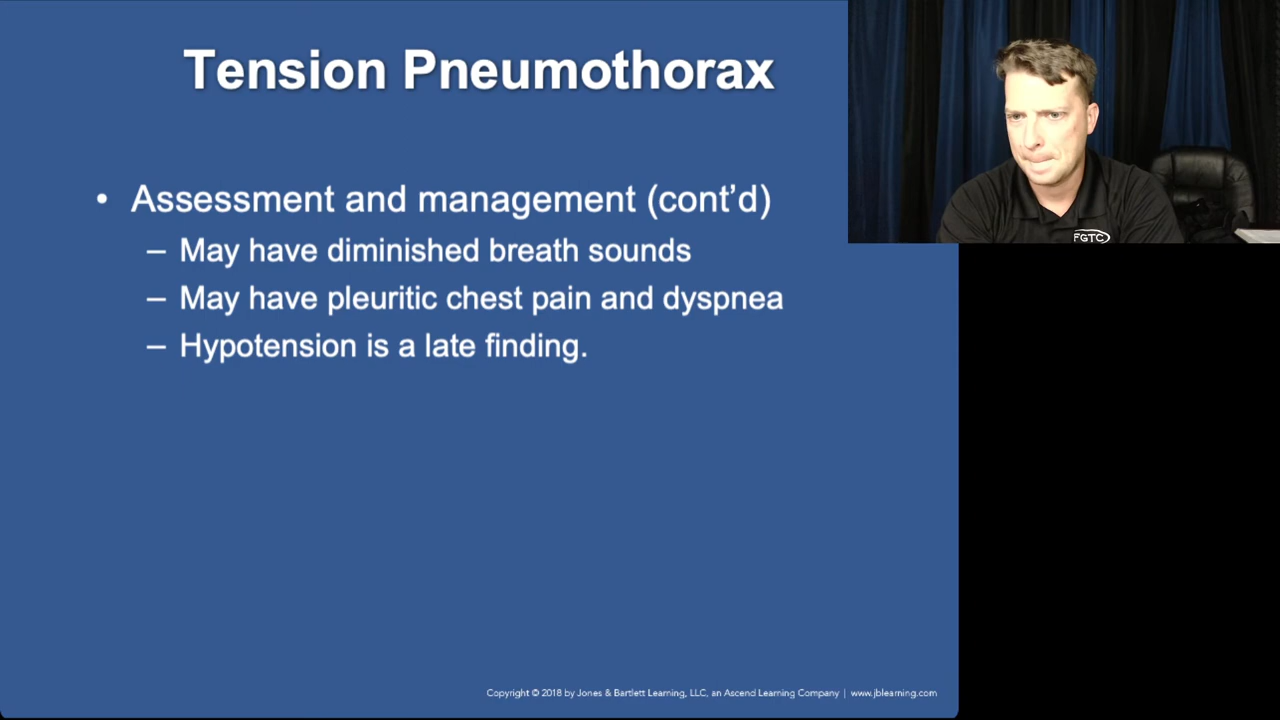 Tension Pneumothorax
• Assessment and management (cont’d)
– May have diminished breath sounds
– May have pleuritic chest pain and dyspnea
– Hypotension is a late finding.
FGTC
Copyright © 2018 by Jones & Bartlett Learning, LLC, an Ascend Learning Company | www.jblearning.com